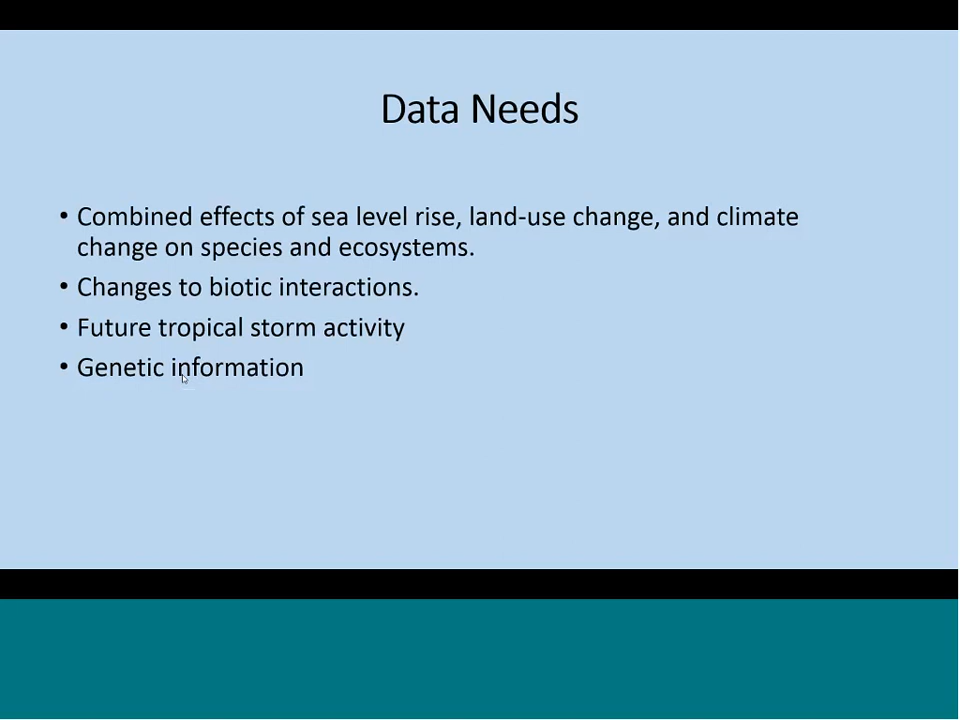 Data Needs
• Combined effects of sea level rise, land-use change, and climate
change on species and ecosystems.
• Changes to biotic interactions.
• Future tropical storm activity
• Genetic information